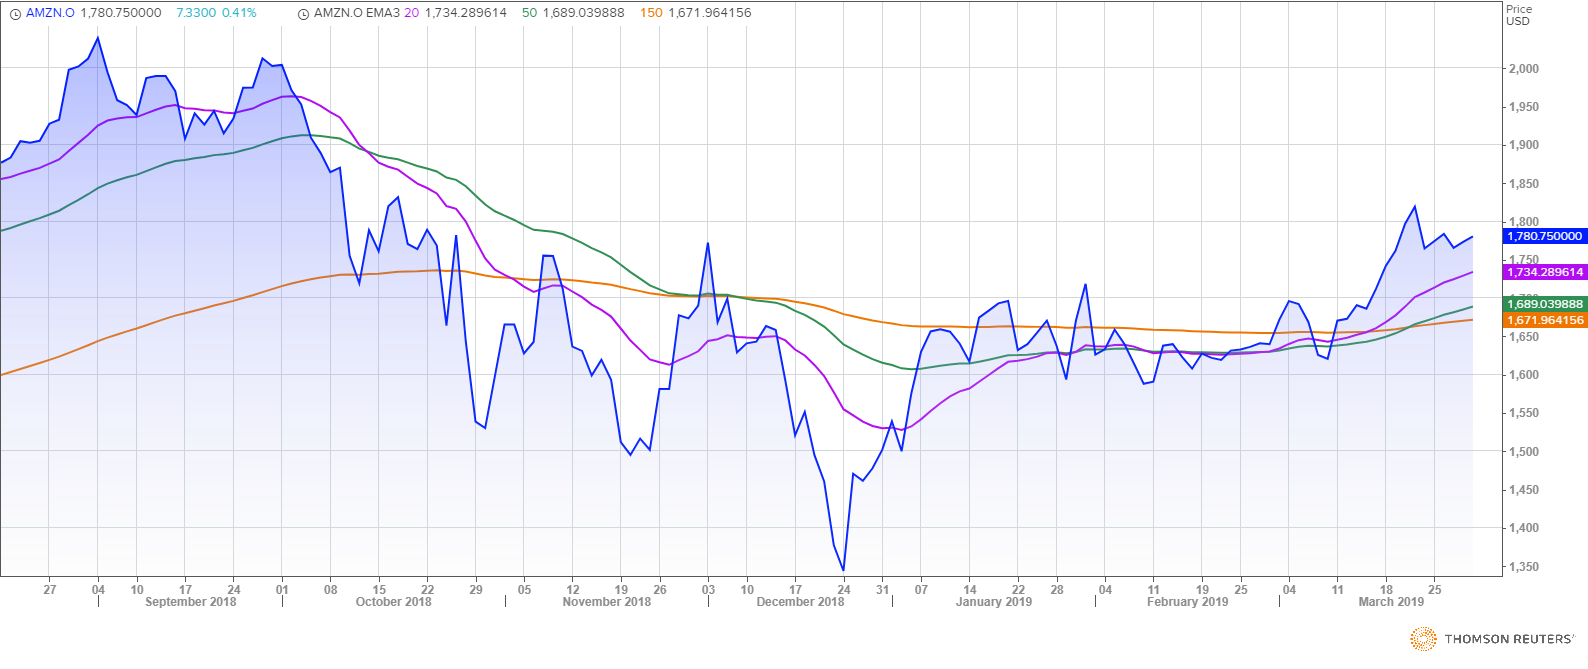 AMZN.O 1,780.750000 7.3300 0.41% AMZN.O EMA3 20 1,734.289614 50 1,689.039888 150 1,671.964156
Price
USD
2,000
1,950
1,900
1,850
1,800
1,780.750000
1,750
1,734.289614
1,689.039888
1,671.964156
1,650
1,600
1,550
1,500
1,450
1,400
1,350
27 04 10 17 24 01 08 15 22 29 05 12 19 26 03 10 17 24 31 07 14 22 28 04 11 19 25 04 11 18 25
September 2018 October 2018 November 2018 December 2018 January 2019 February 2019 March 2019
THOMSON REUTERS